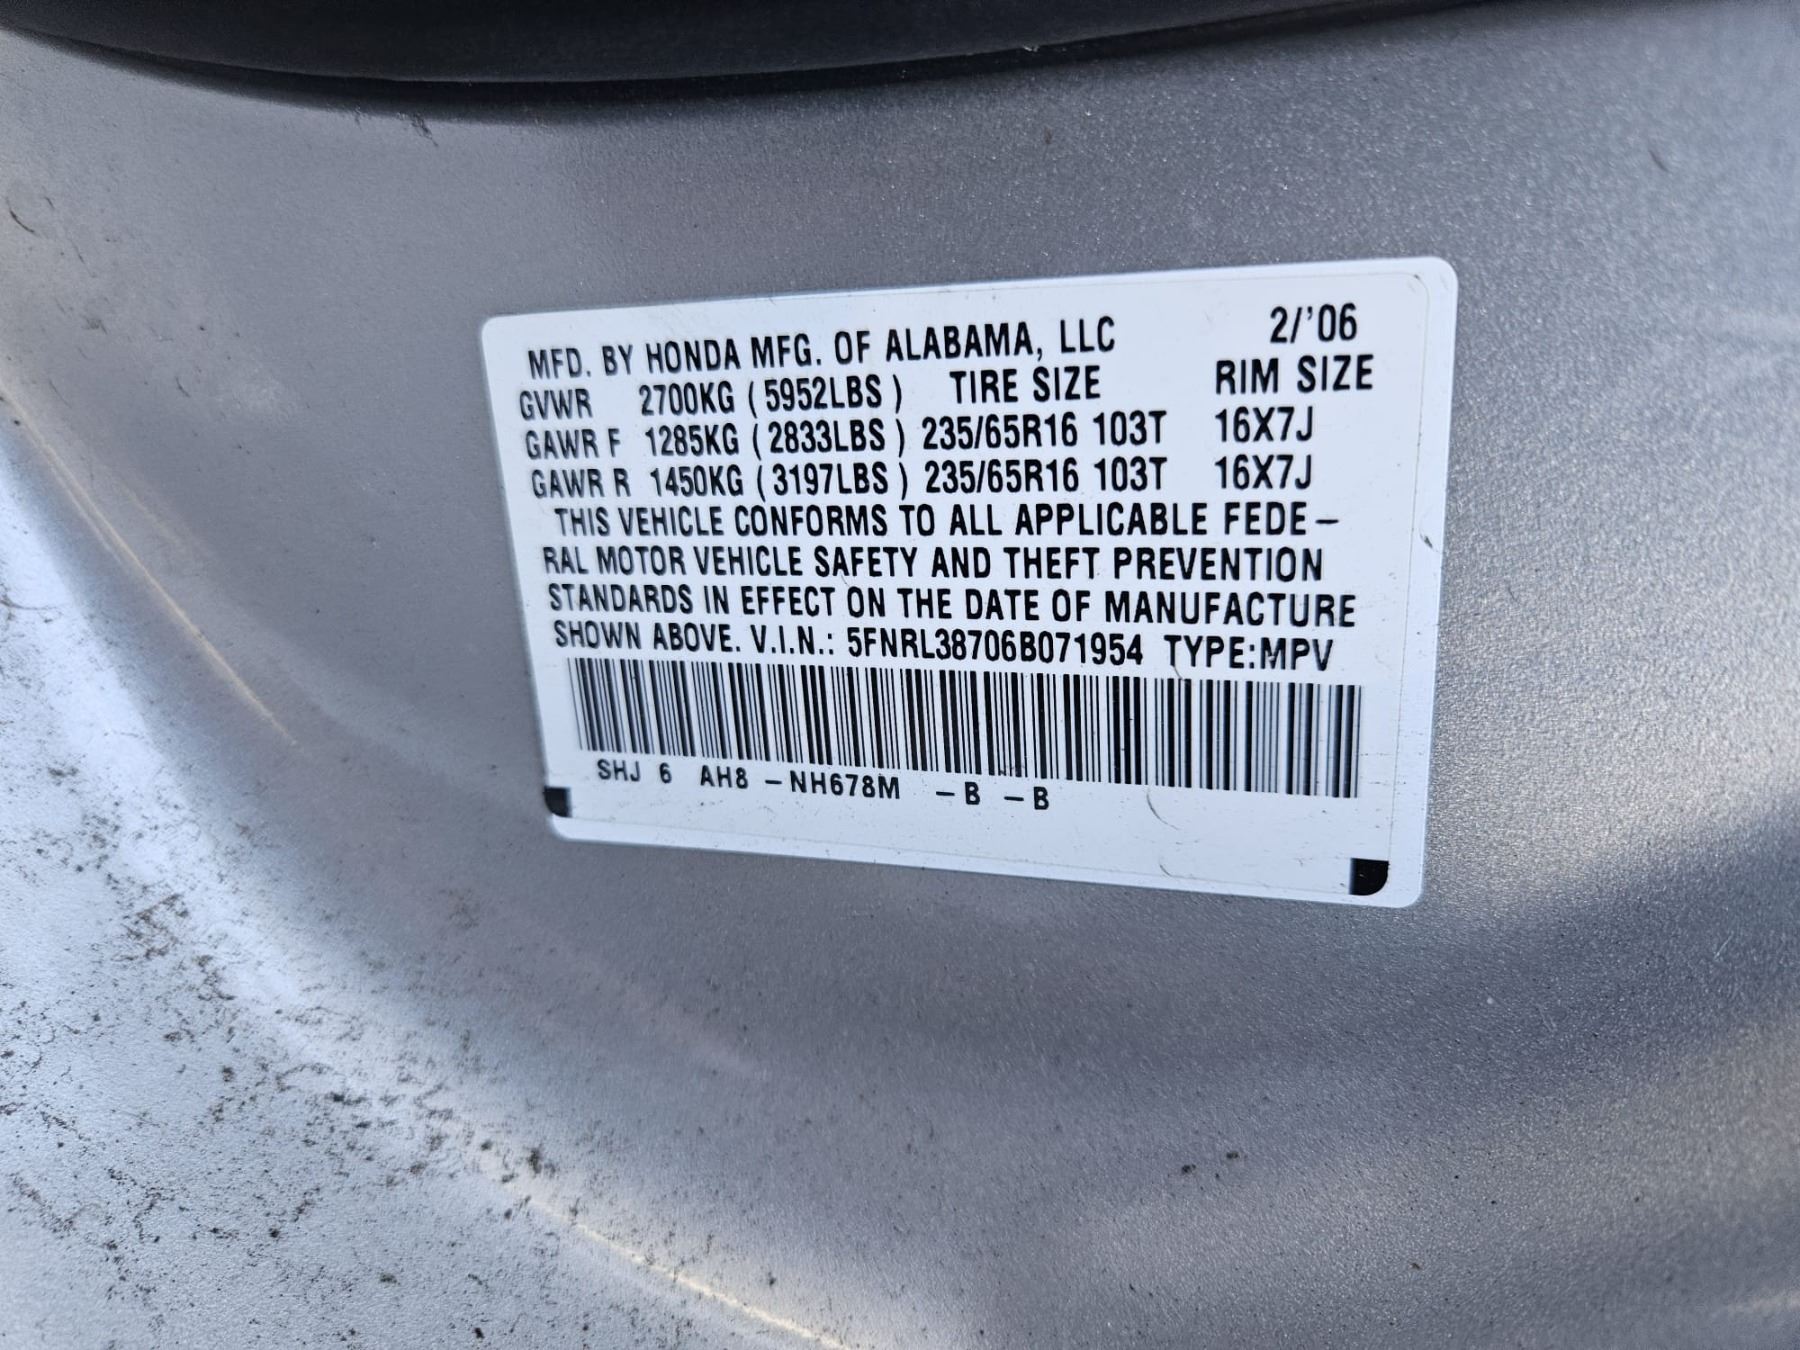 MFD. BY HONDA MFG. OF ALABAMA, LLC 2/'06
GVWR 2700KG (5952LBS) TIRE SIZE RIM SIZE
GAWR F 1285KG (2833LBS) 235/65R16 103T 16X7J
GAWR R 1450KG (3197LBS) 235/65R16 103T 16X7J
THIS VEHICLE CONFORMS TO ALL APPLICABLE FEDE-
RAL MOTOR VEHICLE SAFETY AND THEFT PREVENTION
STANDARDS IN EFFECT ON THE DATE OF MANUFACTURE
SHOWN ABOVE. V.I.N.: 5FNRL38706B071954 TYPE:MPV
SHJ 6 AH8 -NH678M -B -B